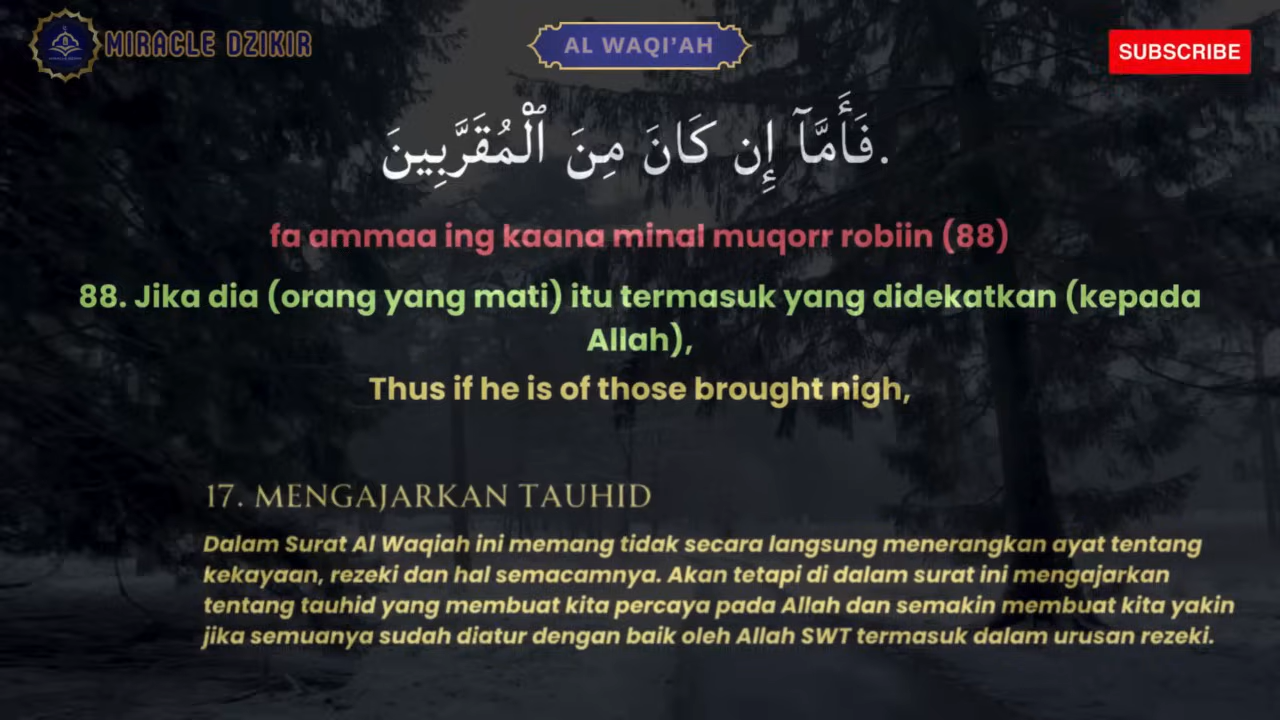 MIRACLE DZIKIR
AL WAQI'AH
SUBSCRIBE
فَأَمَّآ إِن كَانَ مِنَ ٱلْمُقَرَّبِينَ.
fa ammaa ing kaana minal muqorr robiin (88)
88. Jika dia (orang yang mati) itu termasuk yang didekatkan (kepada
Allah),
Thus if he is of those brought nigh,
17. MENGAJARKAN TAUHID
Dalam Surat Al Waqiah ini memang tidak secara langsung menerangkan ayat tentang
kekayaan, rezeki dan hal semacamnya. Akan tetapi di dalam surat ini mengajarkan
tentang tauhid yang membuat kita percaya pada Allah dan semakin membuat kita yakin
jika semuanya sudah diatur dengan baik oleh Allah SWT termasuk dalam urusan rezeki.